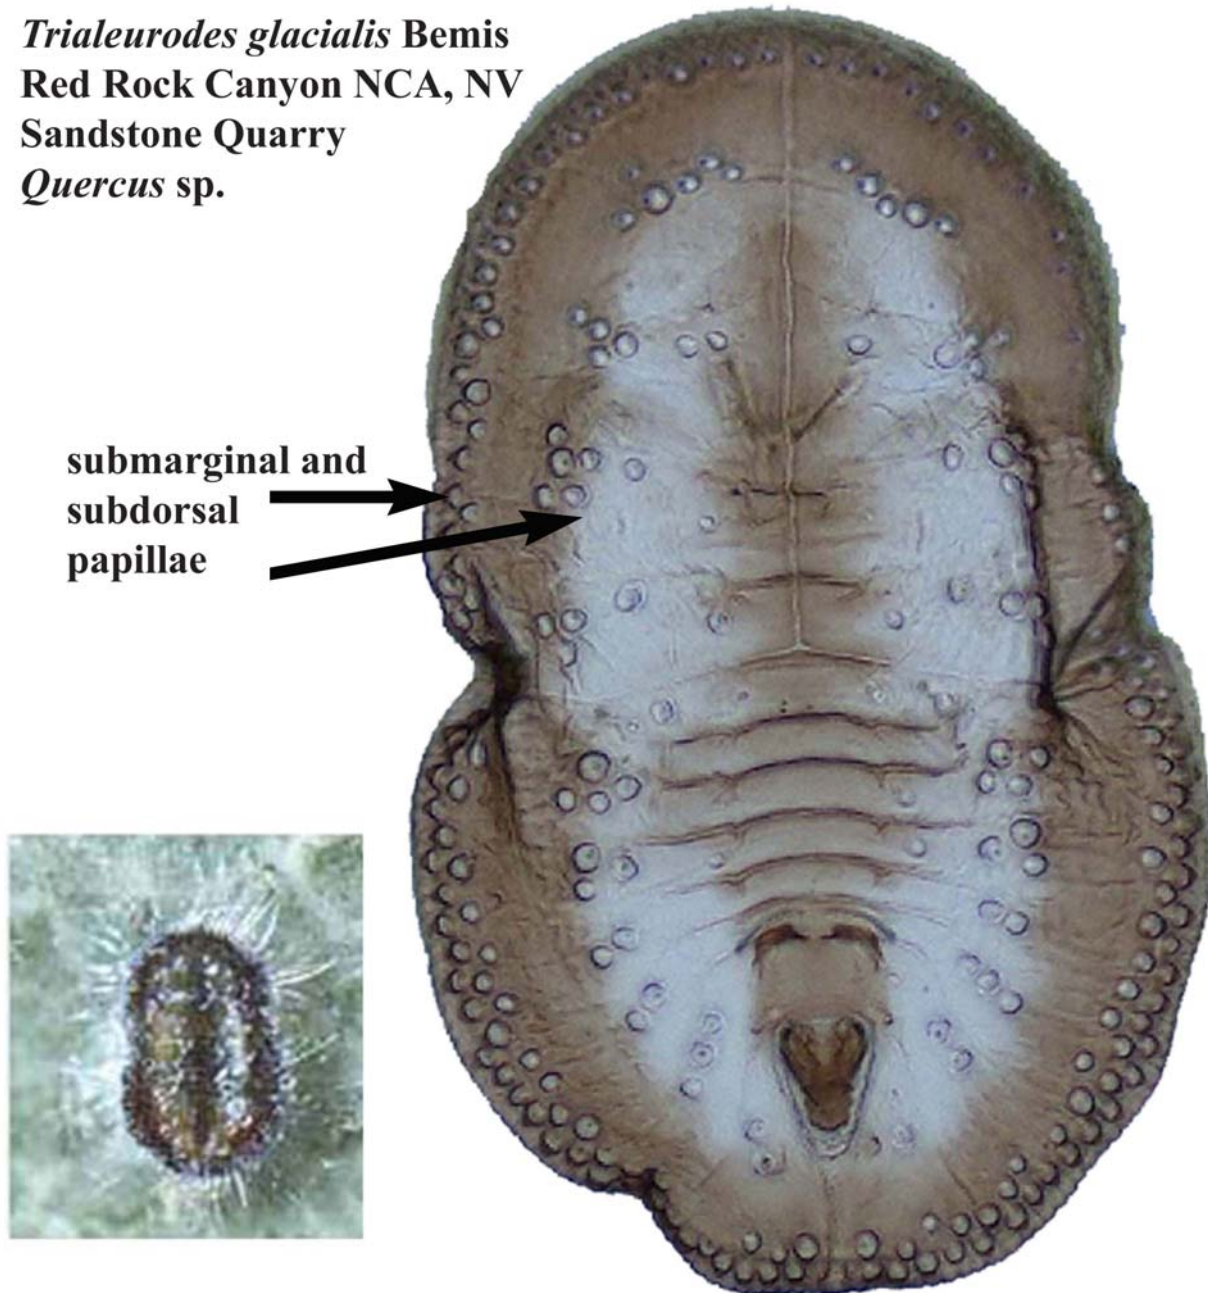 Trialeurodes glacialis Bemis
Red Rock Canyon NCA, NV
Sandstone Quarry
Quercus sp.
submarginal and
subdorsal
papillae